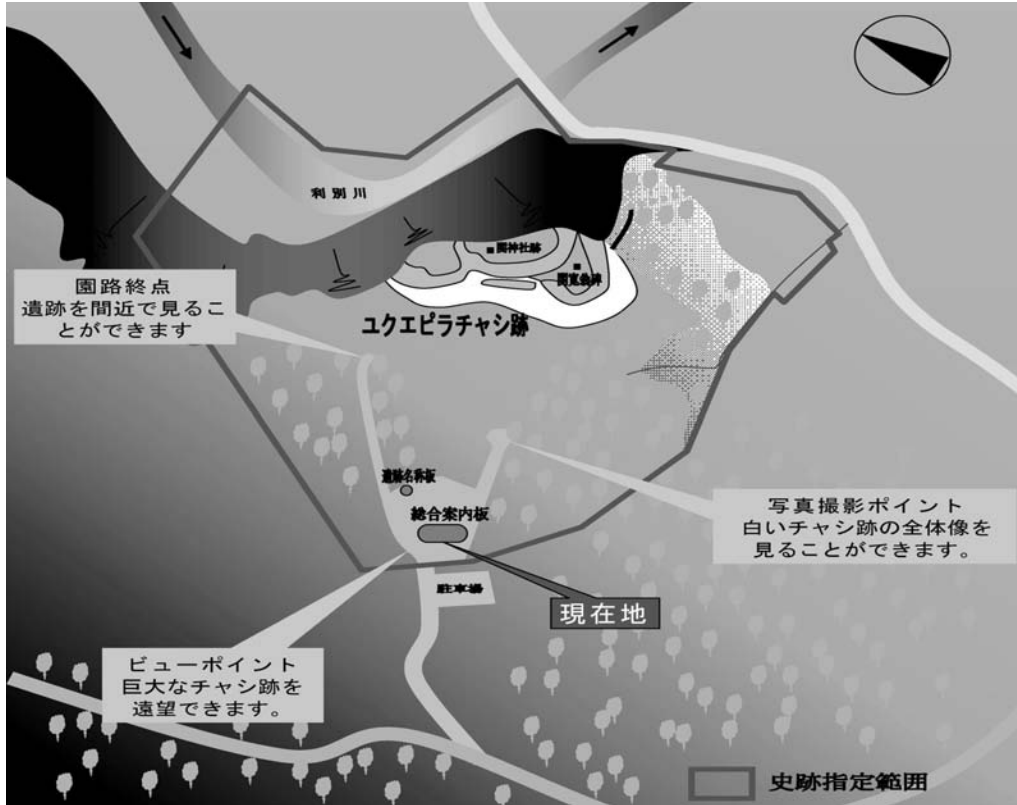 利別川
関神社跡
関寛翁碑
園路終点
遺跡を間近で見るこ
とができます
ユクエピラチャシ跡
遺跡名称板
総合案内板
写真撮影ポイント
白いチャシ跡の全体像を
見ることができます。
駐車場
現在地
ビューポイント
巨大なチャシ跡を
遠望できます。
史跡指定範囲